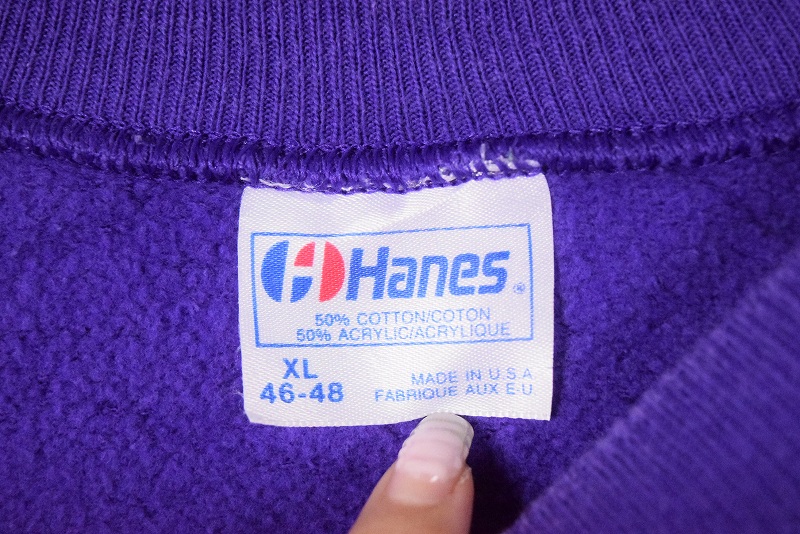 Hanes®
50% COTTON/COTON
50% ACRYLIC/ACRYLIQUE
XL
46-48
MADE IN U.S.A
FABRIQUE AUX E-U